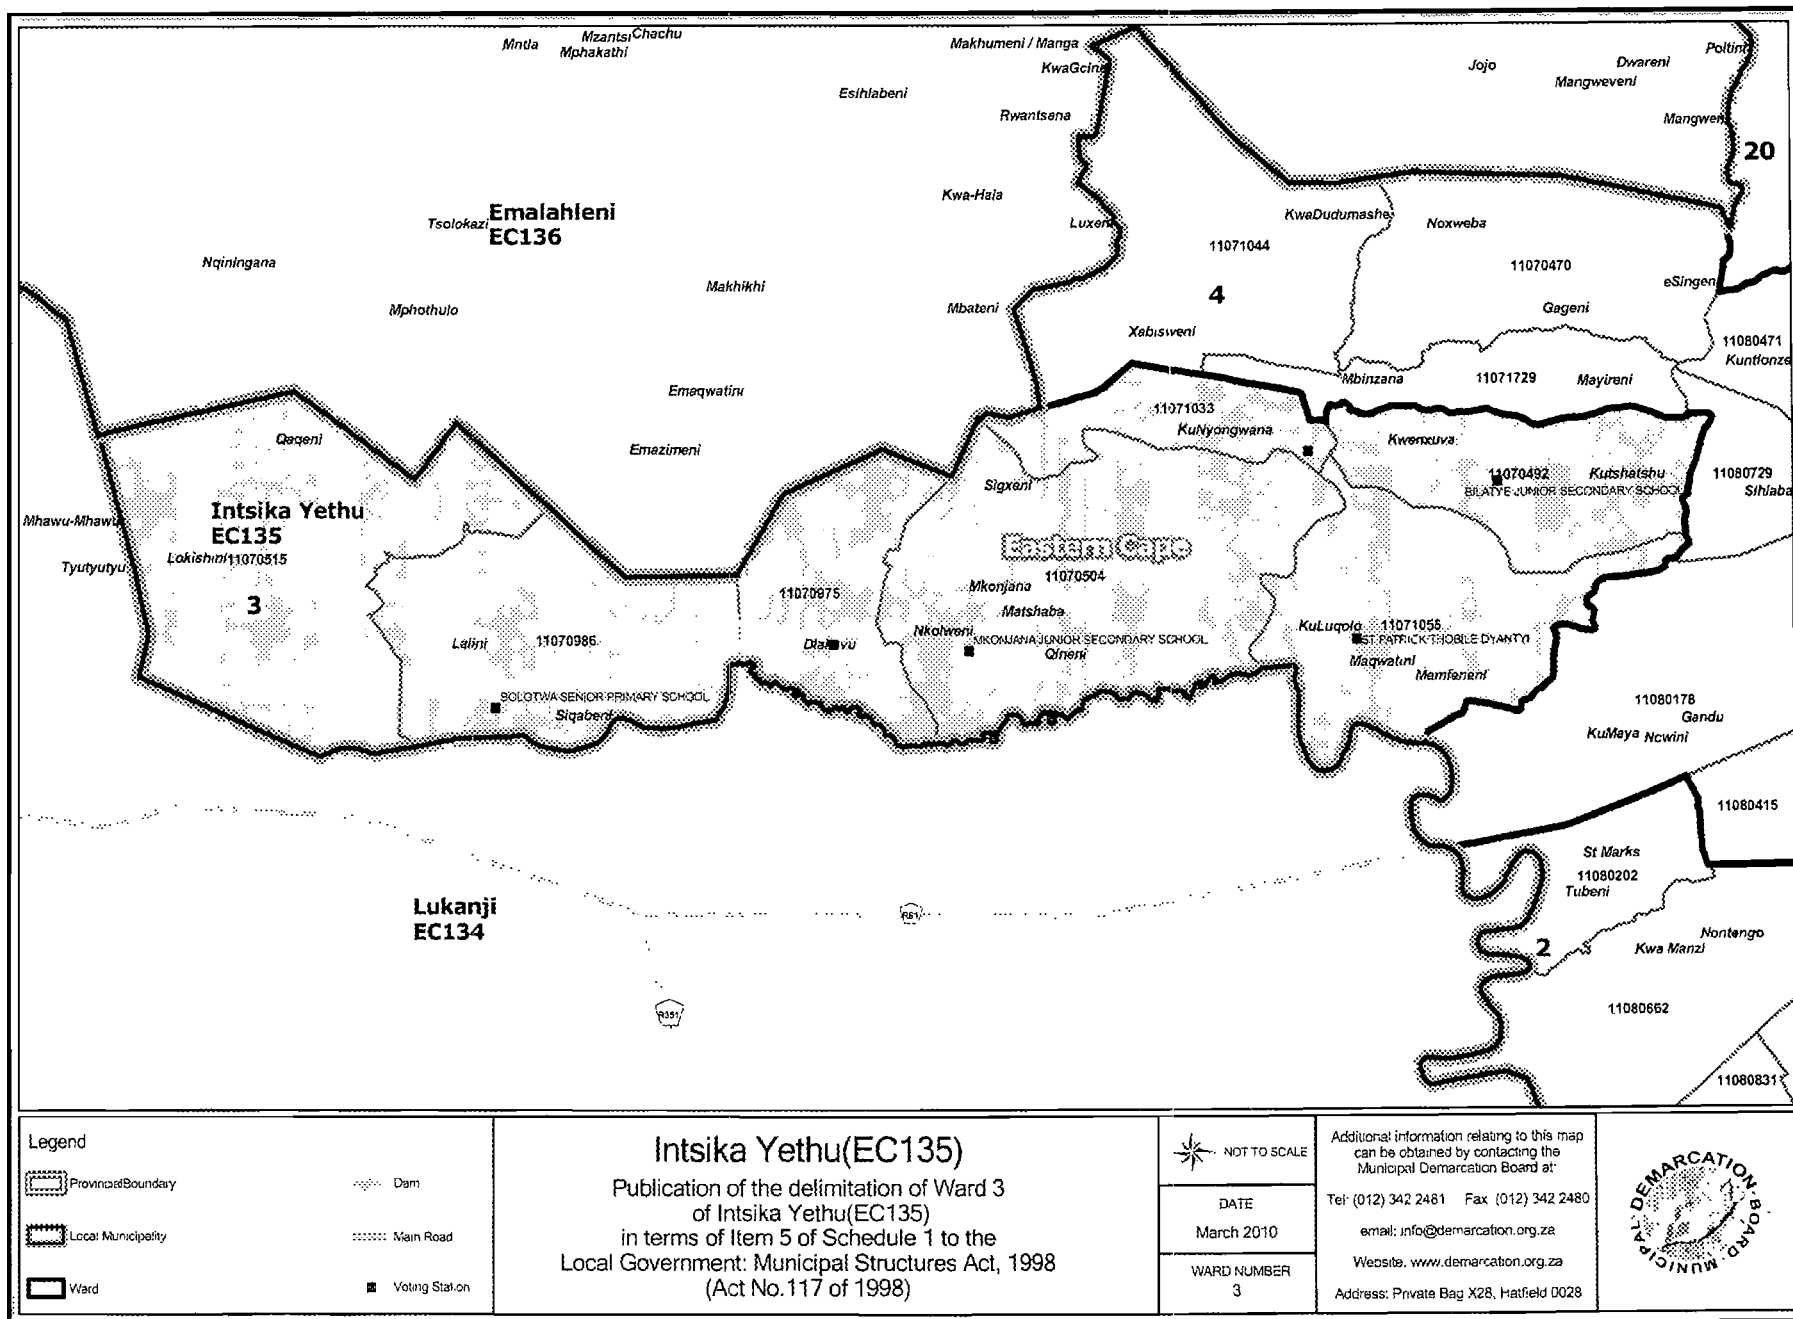 Mntla
Mzantsi
Chachu
Mphakathi
Makhumeni / Manga
KwaGcini
Esihlabeni
Rwantsana
Jojo
Dwareni
Mangweveni
Poltini
Mangweni
20
Kwa-Hala
Luxeni
KwaDudumashe
Noxweba
Tsolokazi
Emalahleni
EC136
11071044
11070470
Nqiningana
Makhikhi
eSingeni
4
Mphothulo
Mbateni
Gageni
Xabisweni
11080471
Kuntlonze
Mbinzana
11071729
Mayireni
Emaqwatiru
11071033
KuNyongwana
Qaqeni
Emazimeni
Kwenxuva
Sigxeni
11070492
Kutshatshu
BILATYE JUNIOR SECONDARY SCHOOL
11080729
Sihlaba
Intsika Yethu
EC135
Mhawu-Mhawu
Lokishini
11070515
Tyutyutyu
Eastern Cape
11070504
3
11070975
Mkonjana
Matshaba
Nkolweni
MKONJANA JUNIOR SECONDARY SCHOOL
Qineni
KuLuqolo
11071055
ST PATRICK THOBILE DYANTYI
Maqwatini
Mamfeneni
Lalini
11070986
SOLOTWA SENIOR PRIMARY SCHOOL
Siqabeni
11080178
Gandu
KuMaya
Ncwini
11080415
St Marks
11080202
Tubeni
Lukanji
EC134
R61
2
Nontengo
Kwa Manzi
R351
11080662
11080831
Legend
Provincial Boundary
Dam
Local Municipality
Main Road
Ward
Voting Station
Intsika Yethu(EC135)
Publication of the delimitation of Ward 3
of Intsika Yethu(EC135)
in terms of Item 5 of Schedule 1 to the
Local Government: Municipal Structures Act, 1998
(Act No.117 of 1998)
NOT TO SCALE
DATE
March 2010
WARD NUMBER
3
Additional information relating to this map
can be obtained by contacting the
Municipal Demarcation Board at:
Tel: (012) 342 2481 Fax (012) 342 2480
email: info@demarcation.org.za
Website. www.demarcation.org.za
Address: Private Bag X28, Hatfield 0028
MUNICIPAL DEMARCATION BOARD